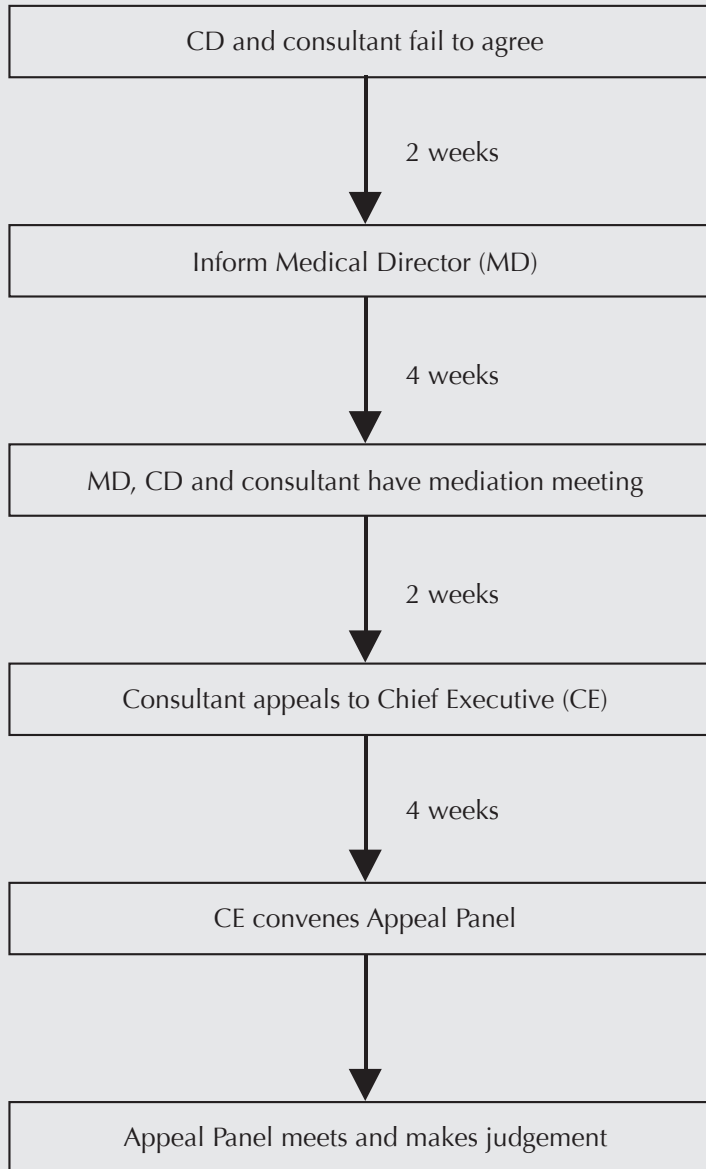 CD and consultant fail to agree
2 weeks
Inform Medical Director (MD)
4 weeks
MD, CD and consultant have mediation meeting
2 weeks
Consultant appeals to Chief Executive (CE)
4 weeks
CE convenes Appeal Panel
Appeal Panel meets and makes judgement